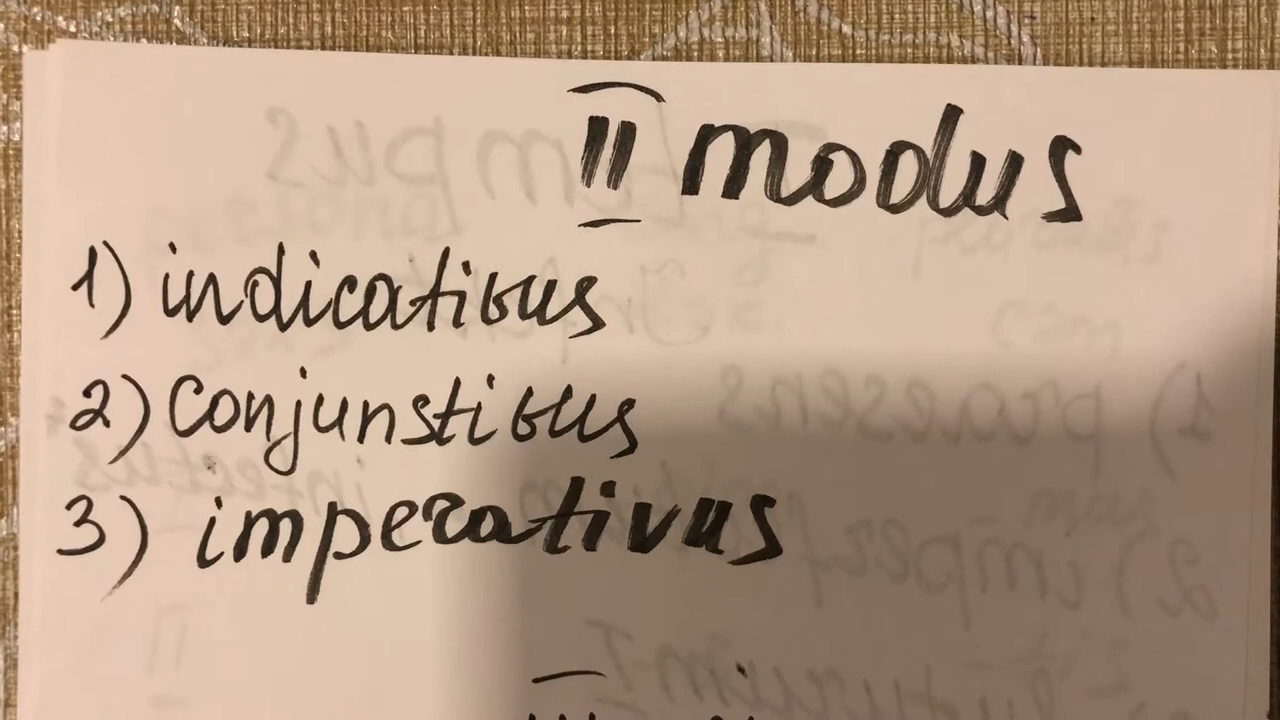 II modus
1) indicativus
2) Conjunstivus
3) imperativus